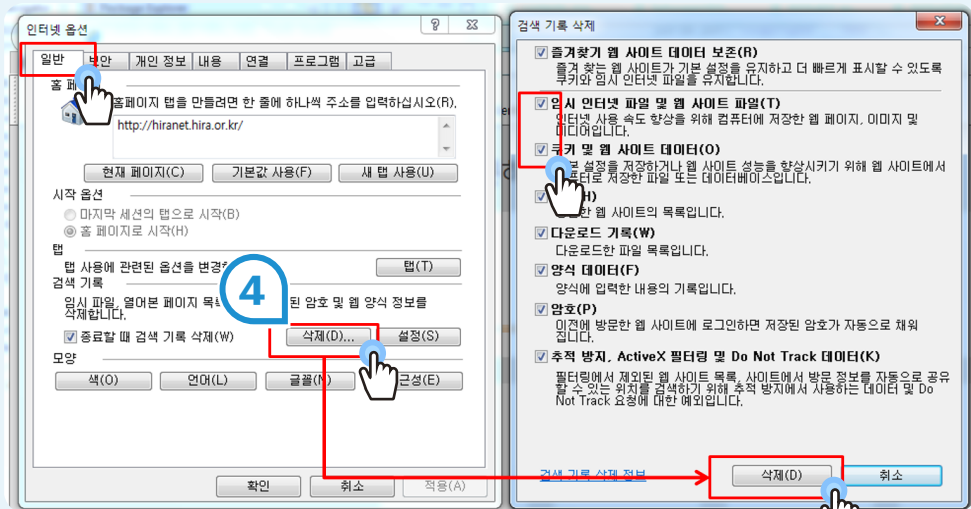 인터넷 옵션
일반 보안 개인 정보 내용 연결 프로그램 고급
홈
홈페이지 탭을 만들려면 한 줄에 하나씩 주소를 입력하십시오(R).
http://hiranet.hira.or.kr/
현재 페이지(C) 기본값 사용(F) 새 탭 사용(U)
시작 옵션
마지막 세션의 탭으로 시작(B)
홈 페이지로 시작(H)
탭
탭 사용에 관련된 옵션을 변경 탭(T)
검색 기록
임시 파일, 열어본 페이지 목록 된 암호 및 웹 양식 정보를
삭제합니다.
4
종료할 때 검색 기록 삭제(W) 삭제(D)... 설정(S)
모양
색(O) 언어(L) 글꼴(N) 근성(E)
확인 취소 적용(A)
검색 기록 삭제
즐겨찾기 웹 사이트 데이터 보존(R)
즐겨 찾는 웹 사이트가 기본 설정을 유지하고 더 빠르게 표시할 수 있도록
쿠키와 임시 인터넷 파일을 유지합니다.
임시 인터넷 파일 및 웹 사이트 파일(T)
인터넷 사용 속도 향상을 위해 컴퓨터에 저장한 웹 페이지, 이미지 및
미디어입니다.
쿠키 및 웹 사이트 데이터(O)
설정을 저장하거나 웹 사이트 성능을 향상시키기 위해 웹 사이트에서
컴퓨터로 저장한 파일 또는 데이터베이스입니다.
H)
한 웹 사이트의 목록입니다.
다운로드 기록(W)
다운로드한 파일 목록입니다.
양식 데이터(F)
양식에 입력한 내용의 기록입니다.
암호(P)
이전에 방문한 웹 사이트에 로그인하면 저장된 암호가 자동으로 채워
집니다.
추적 방지, ActiveX 필터링 및 Do Not Track 데이터(K)
필터링에서 제외된 웹 사이트 목록, 사이트에서 방문 정보를 자동으로 공유
할 수 있는 위치를 검색하기 위해 추적 방지에서 사용하는 데이터 및 Do
Not Track 요청에 대한 예외입니다.
검색 기록 삭제 정보 삭제(D) 취소